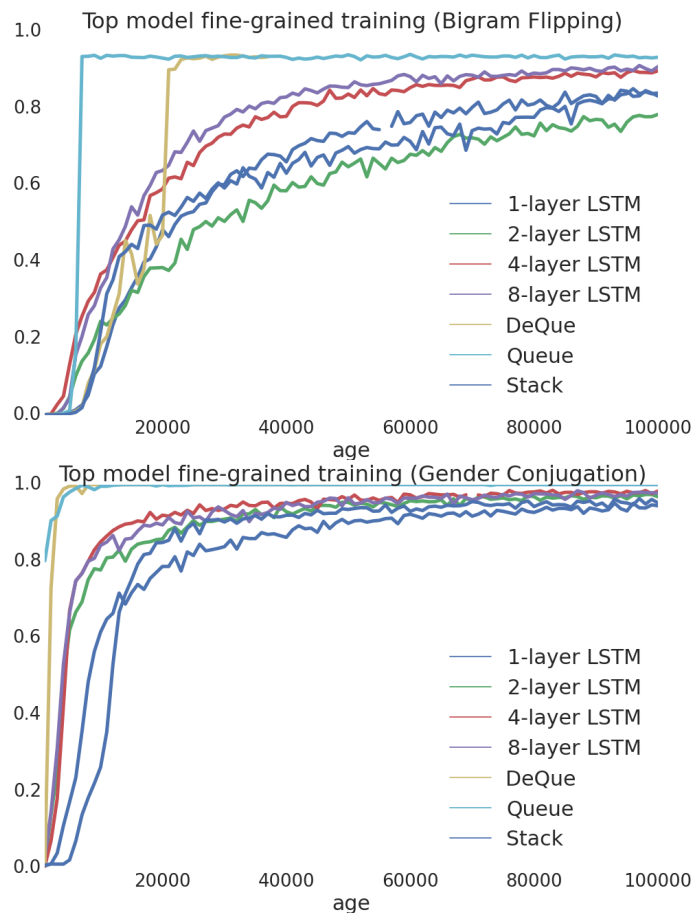 Top model fine-grained training (Bigram Flipping)
1.0
0.8
0.6
0.4
0.2
0.0
1-layer LSTM
2-layer LSTM
4-layer LSTM
8-layer LSTM
DeQue
Queue
Stack
20000 40000 60000 80000 100000
age
Top model fine-grained training (Gender Conjugation)
1.0
0.8
0.6
0.4
0.2
0.0
1-layer LSTM
2-layer LSTM
4-layer LSTM
8-layer LSTM
DeQue
Queue
Stack
20000 40000 60000 80000 100000
age